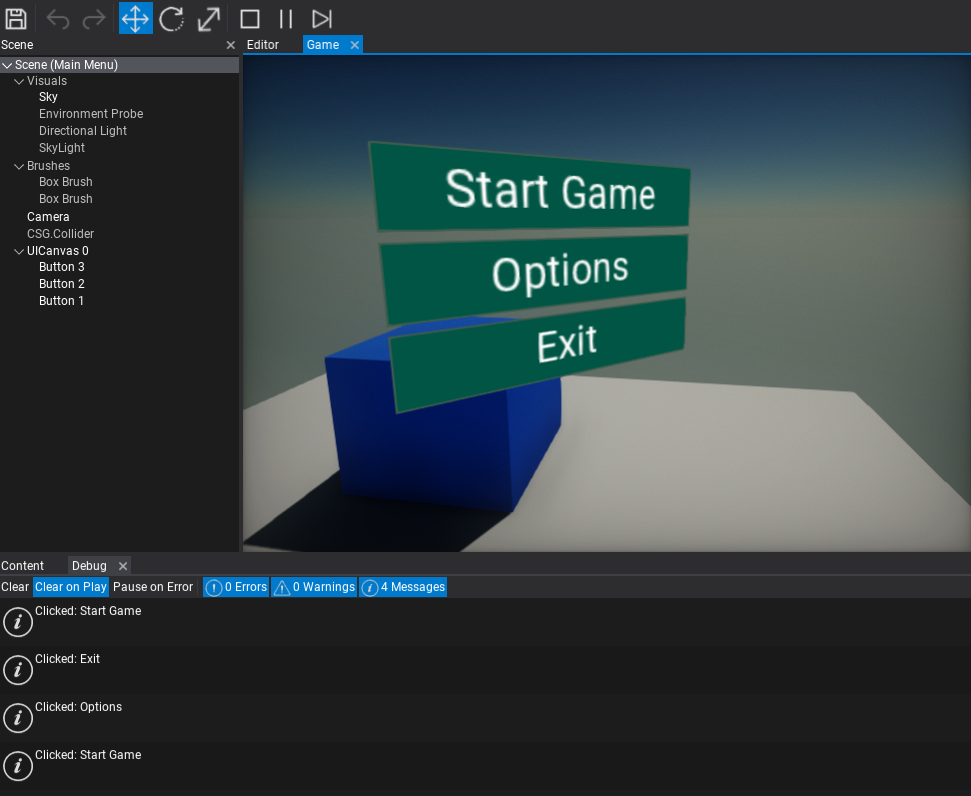 Scene
Editor
Game
Scene (Main Menu)
Visuals
Sky
Environment Probe
Directional Light
SkyLight
Brushes
Box Brush
Box Brush
Camera
CSG.Collider
UICanvas 0
Button 3
Button 2
Button 1
Start Game
Options
Exit
Content
Debug
Clear
Clear on Play
Pause on Error
0 Errors
0 Warnings
4 Messages
Clicked: Start Game
Clicked: Exit
Clicked: Options
Clicked: Start Game